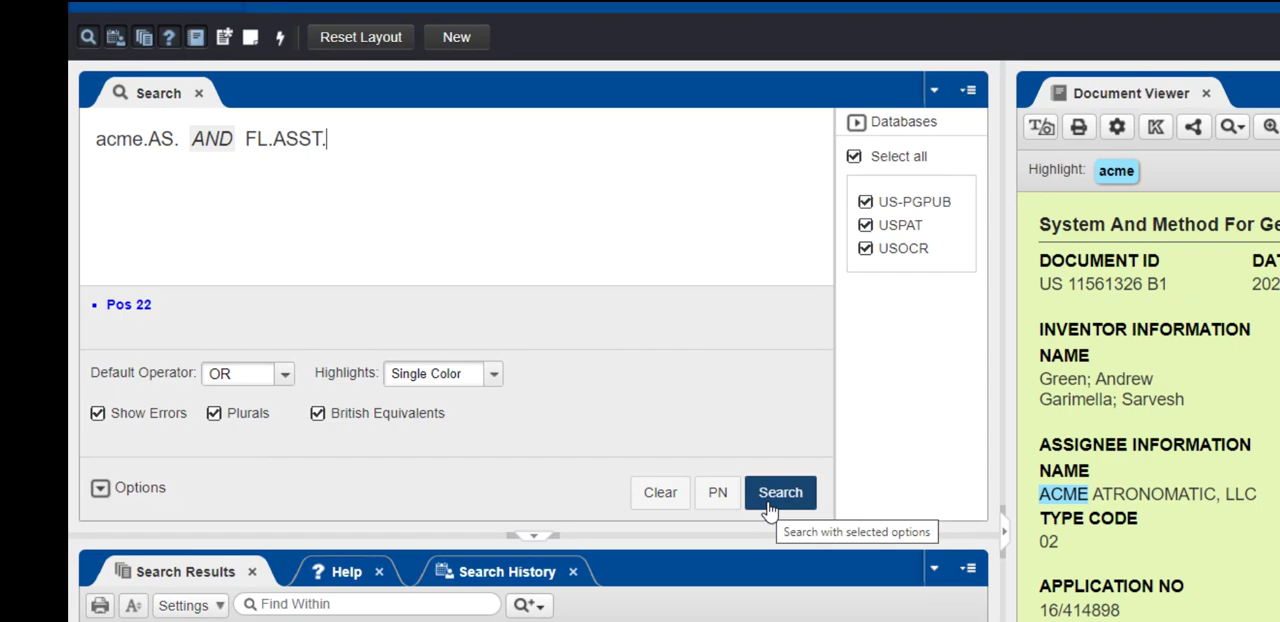 Reset Layout New
Search
acme.AS. AND FL.ASST.
Pos 22
Default Operator: OR Highlights: Single Color
Show Errors Plurals British Equivalents
Options
Clear PN Search
Search with selected options
Databases
Select all
US-PGPUB
USPAT
USOCR
Search Results Help Search History
Settings Find Within
Document Viewer
Highlight: acme
System And Method For Ge
DOCUMENT ID DAT
US 11561326 B1 202
INVENTOR INFORMATION
NAME
Green; Andrew
Garimella; Sarvesh
ASSIGNEE INFORMATION
NAME
ACME ATRONOMATIC, LLC
TYPE CODE
02
APPLICATION NO
16/414898